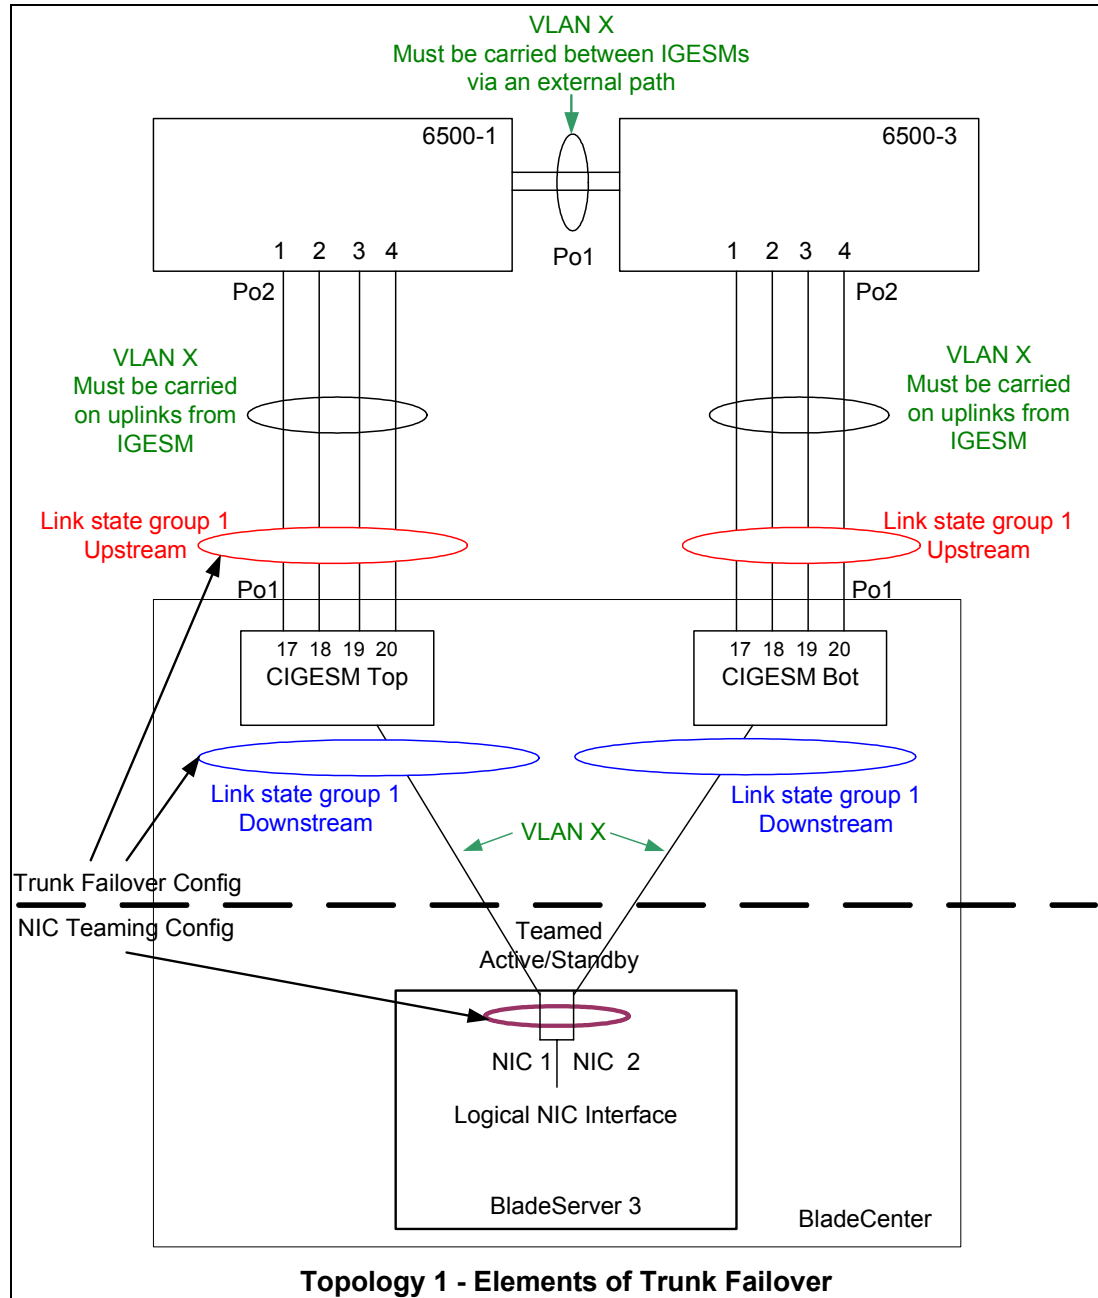 VLAN X
Must be carried between IGESMs
via an external path
6500-1
6500-3
1 2 3 4
Po1
1 2 3 4
Po2
Po2
VLAN X
Must be carried
on uplinks from
IGESM
VLAN X
Must be carried
on uplinks from
IGESM
Link state group 1
Upstream
Link state group 1
Upstream
Po1
Po1
17 18 19 20
CIGESM Top
17 18 19 20
CIGESM Bot
Link state group 1
Downstream
Link state group 1
Downstream
VLAN X
Trunk Failover Config
NIC Teaming Config
Teamed
Active/Standby
NIC 1
NIC 2
Logical NIC Interface
BladeServer 3
BladeCenter
Topology 1 - Elements of Trunk Failover